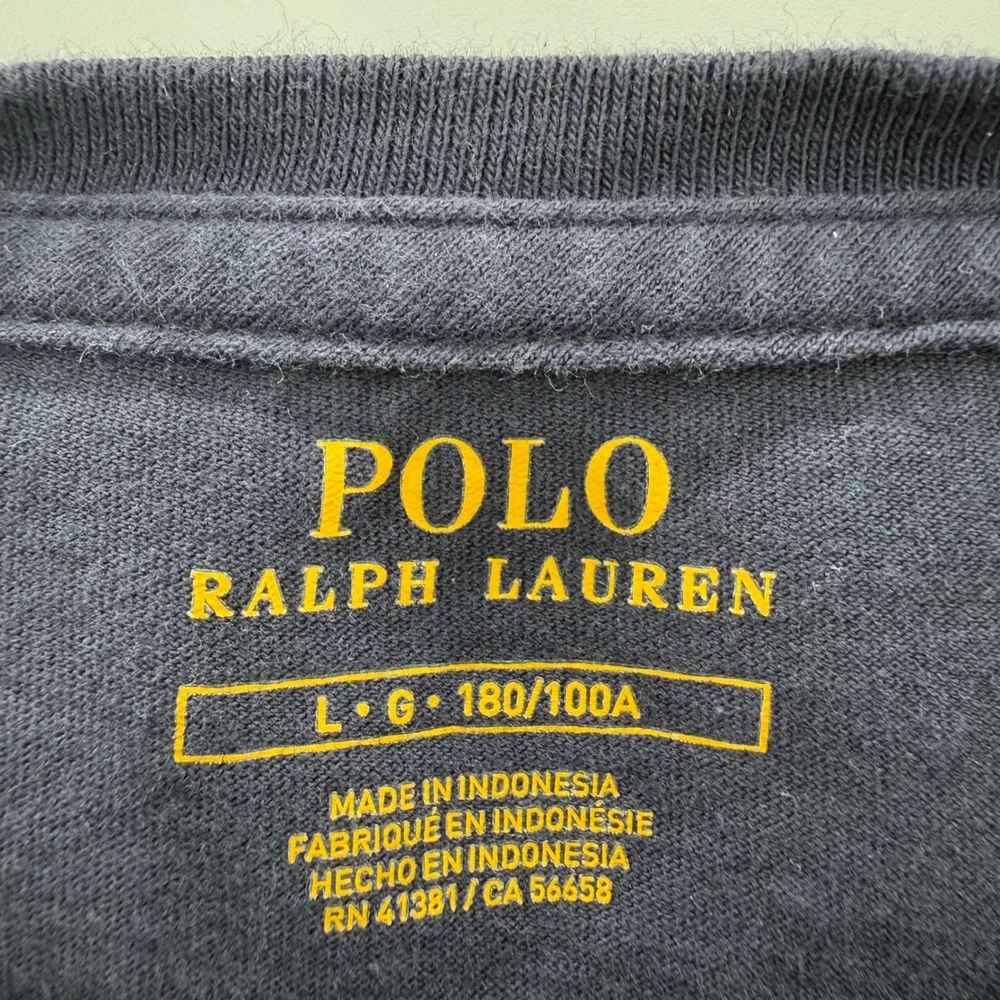 POLO
RALPH LAUREN
L • G • 180/100A
MADE IN INDONESIA
FABRIQUÉ EN INDONÉSIE
HECHO EN INDONESIA
RN 41381 / CA 56658